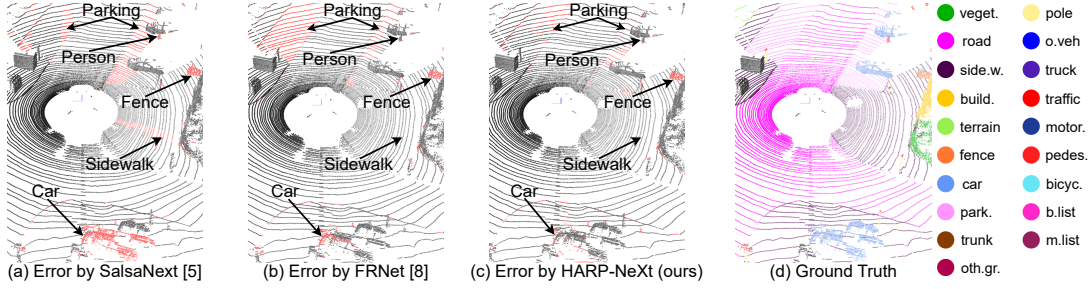 Parking
Person
Fence
Sidewalk
Car
(a) Error by SalsaNext [5]
Parking
Person
Fence
Sidewalk
Car
(b) Error by FRNet [8]
Parking
Person
Fence
Sidewalk
Car
(c) Error by HARP-NeXt (ours)
(d) Ground Truth
veget.
road
side.w.
build.
terrain
fence
car
park.
trunk
oth.gr.
pole
o.veh
truck
traffic
motor.
pedes.
bicyc.
b.list
m.list